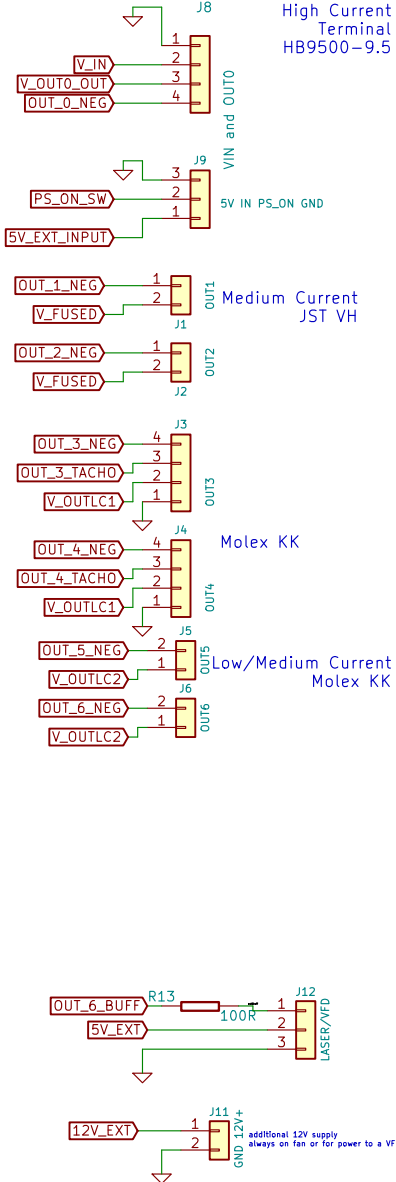 J8
High Current
Terminal
HB9500-9.5
1
V_IN 2
V_OUT0_OUT 3
OUT_0_NEG 4
VIN and OUT0
J9
3
PS_ON_SW 2
5V IN PS_ON GND
1
5V_EXT_INPUT
OUT_1_NEG 1
2
V_FUSED
OUT1
J1
Medium Current
JST VH
OUT_2_NEG 1
2
V_FUSED
OUT2
J2
J3
OUT_3_NEG 4
3
OUT_3_TACHO
2
V_OUTLC1
1
OUT3
J4
Molex KK
OUT_4_NEG 4
3
OUT_4_TACHO
2
V_OUTLC1
1
OUT4
J5
OUT_5_NEG 2
1
V_OUTLC2
OUT5
Low/Medium Current
Molex KK
J6
OUT_6_NEG 2
1
V_OUTLC2
OUT6
J12
R13
OUT_6_BUFF
100R
1
5V_EXT 2
3
LASER/VFD
J11
12V_EXT 1
2
GND 12V+
additional 12V supply
always on fan or for power to a VF